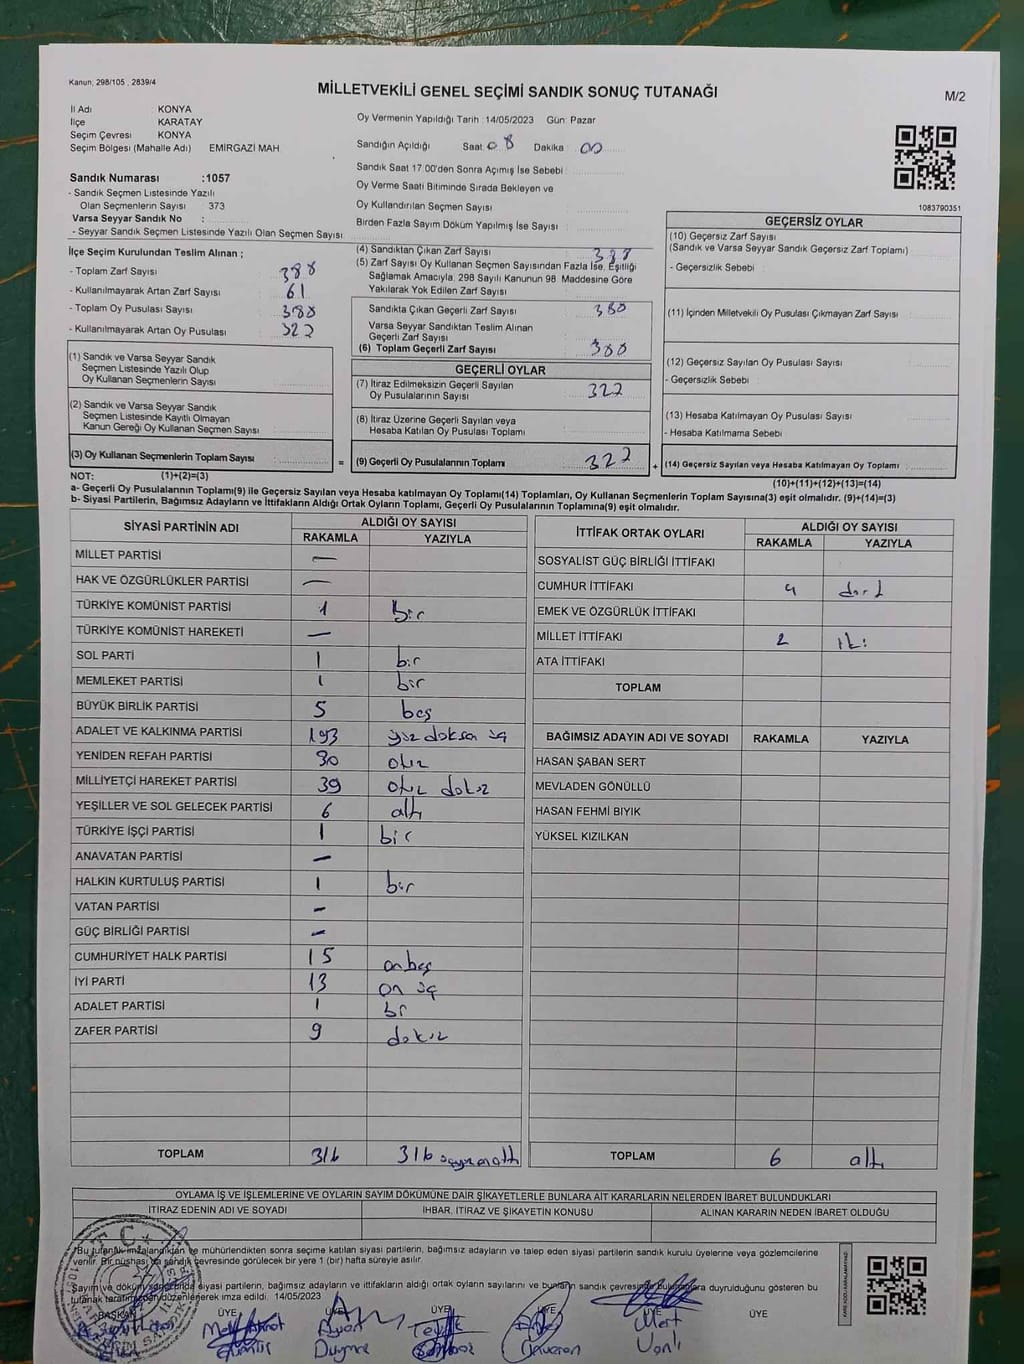 Kanun, 298/105 , 2839/4
MİLLETVEKİLİ GENEL SEÇİMİ SANDIK SONUÇ TUTANAĞI
M/2
İl Adı KONYA
İlçe KARATAY
Seçim Çevresi KONYA
Seçim Bölgesi (Mahalle Adı) EMİRGAZİ MAH
Oy Vermenin Yapıldığı Tarih :14/05/2023 Gün: Pazar
Sandığın Açıldığı Saat 08 Dakika 00
Sandık Saat 17:00'den Sonra Açımış İse Sebebi
Oy Verme Saati Bitiminde Sırada Bekleyen ve
Oy Kullandırılan Seçmen Sayısı
Birden Fazla Sayım Döküm Yapılmış İse Sayısı
Sandık Numarası :1057
- Sandık Seçmen Listesinde Yazılı
Olan Seçmenlerin Sayısı 373
Varsa Seyyar Sandık No :
- Seyyar Sandık Seçmen Listesinde Yazılı Olan Seçmen Sayısı
1083790351
İlçe Seçim Kurulundan Teslim Alınan ;
- Toplam Zarf Sayısı 388
- Kullanılmayarak Artan Zarf Sayısı 61
- Toplam Oy Pusulası Sayısı 380
- Kullanılmayarak Artan Oy Pusulası 322
(1) Sandık ve Varsa Seyyar Sandık
Seçmen Listesinde Yazılı Olup
Oy Kullanan Seçmenlerin Sayısı
(2) Sandık ve Varsa Seyyar Sandık
Seçmen Listesinde Kayıtlı Olmayan
Kanun Gereği Oy Kullanan Seçmen Sayısı
(3) Oy Kullanan Seçmenlerin Toplam Sayısı
=
(4) Sandıktan Çıkan Zarf Sayısı 388
(5) Zarf Sayısı Oy Kullanan Seçmen Sayısından Fazla İse, Eşitliği
Sağlamak Amacıyla, 298 Sayılı Kanunun 98 Maddesine Göre
Yakılarak Yok Edilen Zarf Sayısı
Sandıkta Çıkan Geçerli Zarf Sayısı 380
Varsa Seyyar Sandıktan Teslim Alınan
Geçerli Zarf Sayısı
(6) Toplam Geçerli Zarf Sayısı 380
GEÇERLİ OYLAR
(7) İtiraz Edilmeksizin Geçerli Sayılan
Oy Pusulalarının Sayısı 322
(8) İtiraz Üzerine Geçerli Sayılan veya
Hesaba Katılan Oy Pusulası Toplamı
(9) Geçerli Oy Pusulalarının Toplamı 322
+
GEÇERSİZ OYLAR
(10) Geçersiz Zarf Sayısı
(Sandık ve Varsa Seyyar Sandık Geçersiz Zarf Toplamı)
- Geçersizlik Sebebi
(11) İçinden Milletvekili Oy Pusulası Çıkmayan Zarf Sayısı
(12) Geçersiz Sayılan Oy Pusulası Sayısı
- Geçersizlik Sebebi
(13) Hesaba Katılmayan Oy Pusulası Sayısı
- Hesaba Katılmama Sebebi
(14) Geçersiz Sayılan veya Hesaba Katılmayan Oy Toplamı
NOT: (1)+(2)=(3)
(10)+(11)+(12)+(13)=(14)
a- Geçerli Oy Pusulalarının Toplamı(9) ile Geçersiz Sayılan veya Hesaba katılmayan Oy Toplamı(14) Toplamları, Oy Kullanan Seçmenlerin Toplam Sayısına(3) eşit olmalıdır. (9)+(14)=(3)
b- Siyasi Partilerin, Bağımsız Adayların ve İttifakların Aldığı Ortak Oyların Toplamı, Geçerli Oy Pusulalarının Toplamına(9) eşit olmalıdır.
SİYASİ PARTİNİN ADI ALDIĞI OY SAYISI
RAKAMLA YAZIYLA
MİLLET PARTİSİ —
HAK VE ÖZGÜRLÜKLER PARTİSİ —
TÜRKİYE KOMÜNİST PARTİSİ 1 bir
TÜRKİYE KOMÜNİST HAREKETİ —
SOL PARTİ 1 bir
MEMLEKET PARTİSİ 1 bir
BÜYÜK BİRLİK PARTİSİ 5 beş
ADALET VE KALKINMA PARTİSİ 193 yüz doksan üç
YENİDEN REFAH PARTİSİ 30 otuz
MİLLİYETÇİ HAREKET PARTİSİ 39 otuz dokuz
YEŞİLLER VE SOL GELECEK PARTİSİ 6 altı
TÜRKİYE İŞÇİ PARTİSİ 1 bir
ANAVATAN PARTİSİ —
HALKIN KURTULUŞ PARTİSİ 1 bir
VATAN PARTİSİ —
GÜÇ BİRLİĞİ PARTİSİ —
CUMHURİYET HALK PARTİSİ 15 onbeş
İYİ PARTİ 13 on üç
ADALET PARTİSİ 1 bir
ZAFER PARTİSİ 9 dokuz
TOPLAM 316 316
İTTİFAK ORTAK OYLARI ALDIĞI OY SAYISI
RAKAMLA YAZIYLA
SOSYALİST GÜÇ BİRLİĞİ İTTİFAKI
CUMHUR İTTİFAKI 4 dört
EMEK VE ÖZGÜRLÜK İTTİFAKI
MİLLET İTTİFAKI 2 iki
ATA İTTİFAKI
TOPLAM
BAĞIMSIZ ADAYIN ADI VE SOYADI RAKAMLA YAZIYLA
HASAN ŞABAN SERT
MEVLADEN GÖNÜLLÜ
HASAN FEHMİ BIYIK
YÜKSEL KIZILKAN
TOPLAM 6 altı
OYLAMA İŞ VE İŞLEMLERİNE VE OYLARIN SAYIM DÖKÜMÜNE DAİR ŞİKAYETLERLE BUNLARA AİT KARARLARIN NELERDEN İBARET BULUNDUKLARI
İTİRAZ EDENİN ADI VE SOYADI İHBAR, İTİRAZ VE ŞİKAYETİN KONUSU ALINAN KARARIN NEDEN İBARET OLDUĞU
Bu tutanak imzalandıktan ve mühürlendikten sonra seçime katılan siyasi partilerin, bağımsız adayların ve talep eden siyasi partilerin sandık kurulu üyelerine veya gözlemcilerine
verilir. Bir nüshası da sandık çevresinde görülecek bir yere 1 (bir) hafta süreyle asılır.
Sayım ve döküm sonunda siyasi partilerin, bağımsız adayların ve ittifakların aldığı ortak oyların sayılarını ve bunların sandık çevresinde bulunanlara duyrulduğunu gösteren bu
tutanak tarafımızdan düzenlenerek imza edildi. 14/05/2023
BAŞKAN ÜYE ÜYE ÜYE ÜYE ÜYE ÜYE
Mert
T.C.